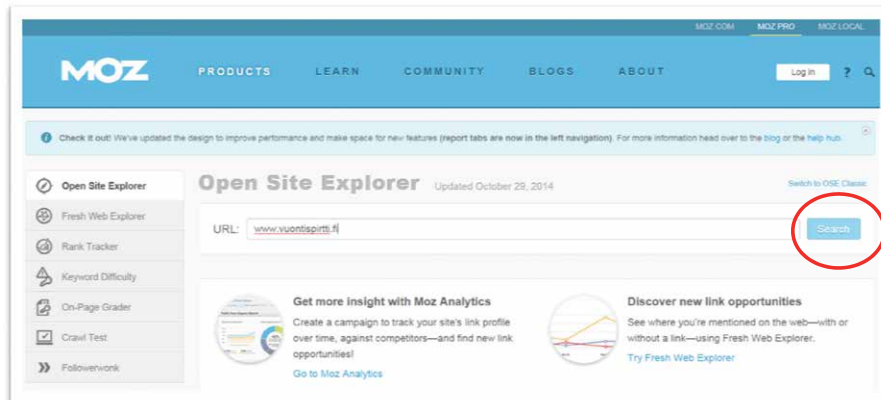 MOZ.COM MOZ PRO MOZ LOCAL
MOZ PRODUCTS LEARN COMMUNITY BLOGS ABOUT Log in ?
Check it out! We've updated the design to improve performance and make space for new features (report tabs are now in the left navigation). For more information head over to the blog or the help hub.
Open Site Explorer
Fresh Web Explorer
Rank Tracker
Keyword Difficulty
On-Page Grader
Crawl Test
Followerwonk
Open Site Explorer Updated October 29, 2014 Switch to OSE Classic
URL: www.vuontispirtti.fi Search
Get more insight with Moz Analytics
Create a campaign to track your site's link profile
over time, against competitors—and find new link
opportunities!
Go to Moz Analytics
Discover new link opportunities
See where you're mentioned on the web—with or
without a link—using Fresh Web Explorer.
Try Fresh Web Explorer